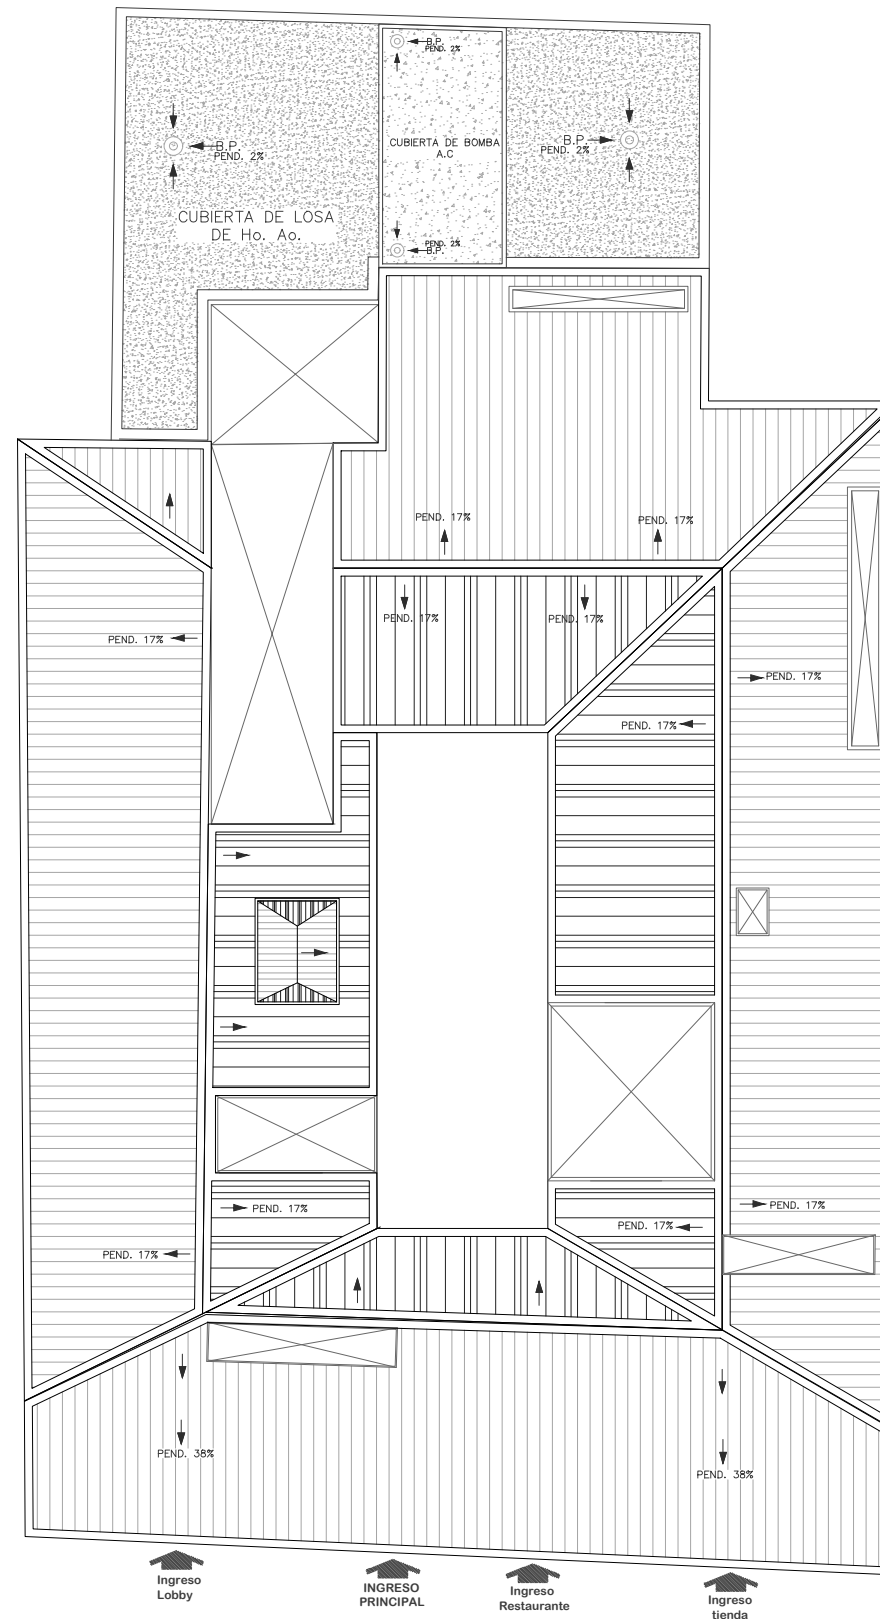 B.P.
PEND. 2%
CUBIERTA DE BOMBA
A.C
B.P.
PEND. 2%
B.P.
PEND. 2%
CUBIERTA DE LOSA
DE Ho. Ao.
PEND. 2%
B.P.
PEND. 17%
PEND. 17%
PEND. 17%
PEND. 17%
PEND. 17%
PEND. 17%
PEND. 17%
PEND. 17%
PEND. 17%
PEND. 17%
PEND. 17%
PEND. 38%
PEND. 38%
Ingreso
Lobby
INGRESO
PRINCIPAL
Ingreso
Restaurante
Ingreso
tienda